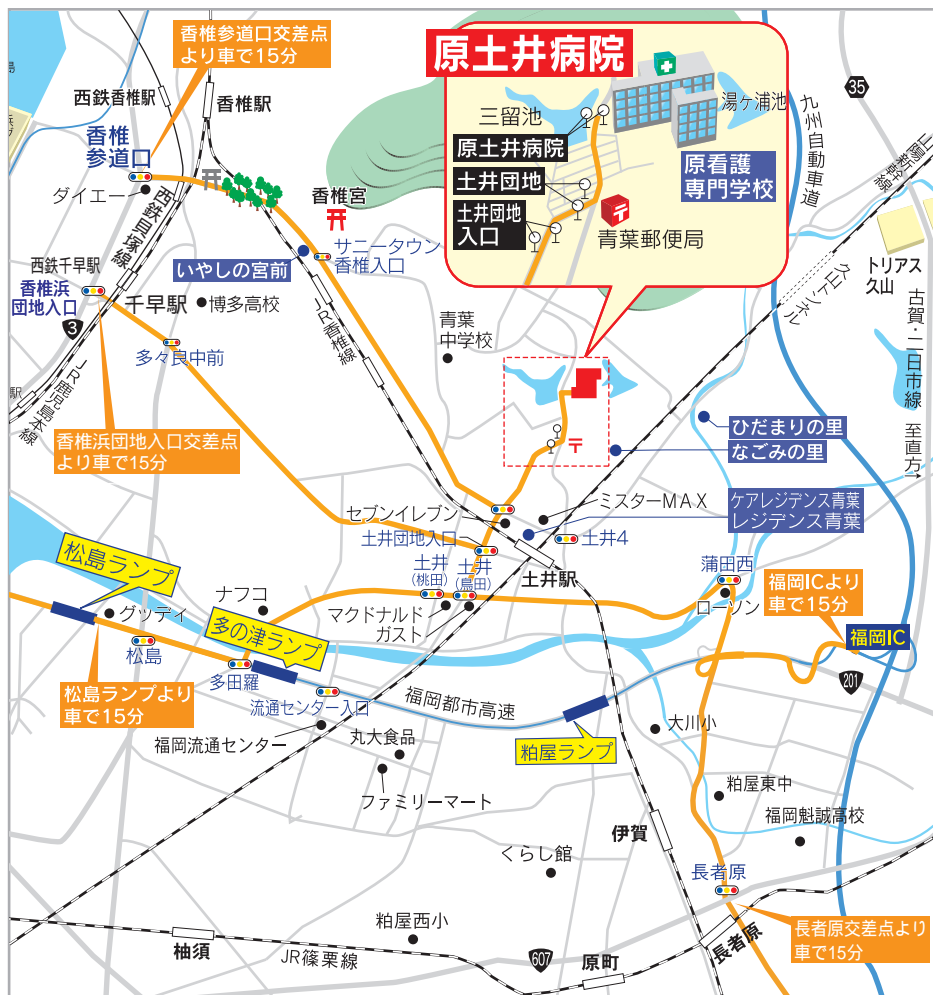 香椎参道口交差点
より車で15分
原土井病院
三留池
湯ヶ浦池
原土井病院
土井団地
土井団地
入口
原看護
専門学校
青葉郵便局
35
九州自動車道
山陽新幹線
西鉄香椎駅
香椎駅
香椎
参道口
ダイエー
西鉄貝塚線
香椎宮
サニータウン
香椎入口
いやしの宮前
トリアス
久山
久山トンネル
西鉄千早駅
香椎浜
団地入口
千早駅
博多高校
3
JR香椎線
青葉
中学校
古賀・二日市線
至直方→
多々良中前
駅
JR鹿児島本線
香椎浜団地入口交差点
より車で15分
ひだまりの里
なごみの里
ケアレジデンス青葉
レジデンス青葉
セブンイレブン
ミスターMAX
土井団地入口
土井4
土井
(桃田)
土井
(鳥田)
土井駅
蒲田西
ローソン
松島ランプ
グッディ
ナフコ
マクドナルド
ガスト
福岡ICより
車で15分
福岡IC
多の津ランプ
松島
多田羅
松島ランプより
車で15分
流通センター入口
福岡都市高速
201
福岡流通センター
丸大食品
粕屋ランプ
大川小
ファミリーマート
粕屋東中
福岡魁誠高校
伊賀
くらし館
長者原
粕屋西小
柚須
JR篠栗線
607
原町
長者原
長者原交差点より
車で15分